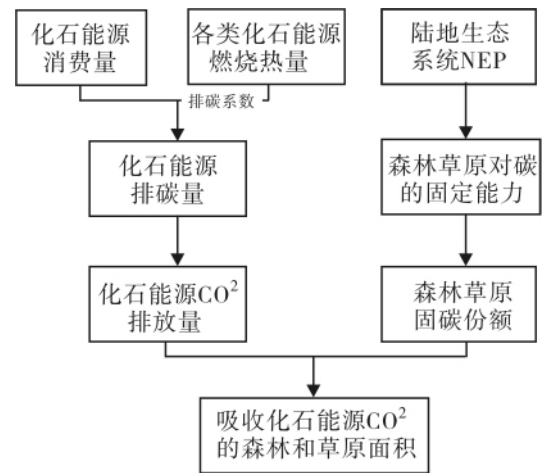 化石能源
消费量
各类化石能源
燃烧热量
陆地生态
系统NEP
排碳系数
化石能源
排碳量
森林草原对碳
的固定能力
化石能源CO²
排放量
森林草原
固碳份额
吸收化石能源CO²
的森林和草原面积